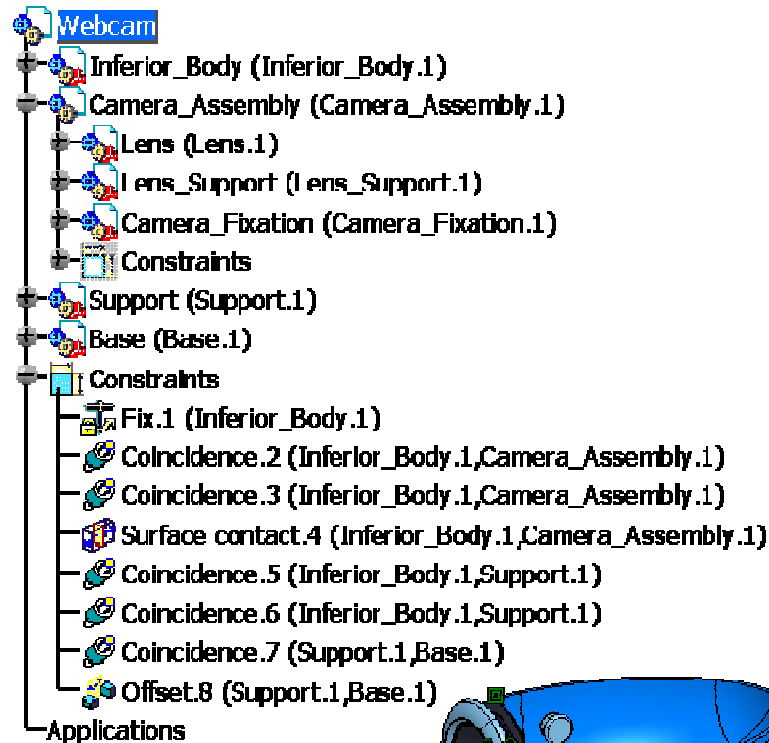 Webcam
Inferior_Body (Inferior_Body.1)
Camera_Assembly (Camera_Assembly.1)
Lens (Lens.1)
Lens_Support (Lens_Support.1)
Camera_Fixation (Camera_Fixation.1)
Constraints
Support (Support.1)
Base (Base.1)
Constraints
Fix.1 (Inferior_Body.1)
Coincidence.2 (Inferior_Body.1,Camera_Assembly.1)
Coincidence.3 (Inferior_Body.1,Camera_Assembly.1)
Surface contact.4 (Inferior_Body.1,Camera_Assembly.1)
Coincidence.5 (Inferior_Body.1,Support.1)
Coincidence.6 (Inferior_Body.1,Support.1)
Coincidence.7 (Support.1,Base.1)
Offset.8 (Support.1,Base.1)
Applications